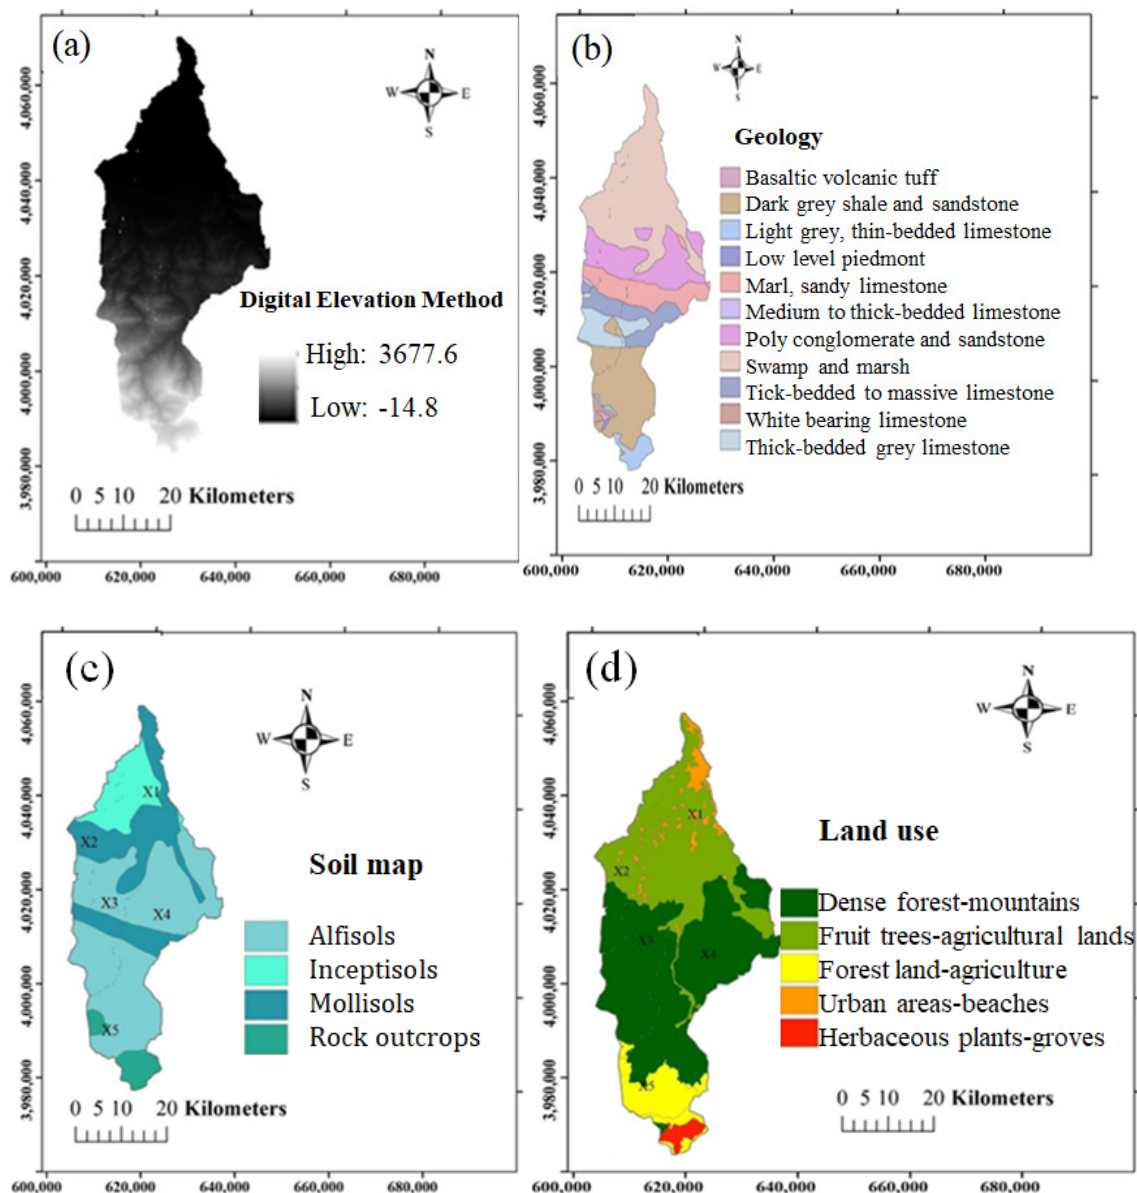 (a)
N
W E
S
4,060,000
4,040,000
4,020,000
4,000,000
3,980,000
Digital Elevation Method
High: 3677.6
Low: -14.8
0 5 10 20 Kilometers
600,000 620,000 640,000 660,000 680,000
(b)
N
W E
S
4,060,000
4,040,000
4,020,000
4,000,000
3,980,000
Geology
Basaltic volcanic tuff
Dark grey shale and sandstone
Light grey, thin-bedded limestone
Low level piedmont
Marl, sandy limestone
Medium to thick-bedded limestone
Poly conglomerate and sandstone
Swamp and marsh
Tick-bedded to massive limestone
White bearing limestone
Thick-bedded grey limestone
0 5 10 20 Kilometers
600,000 620,000 640,000 660,000 680,000
(c)
N
W E
S
4,060,000
4,040,000
4,020,000
4,000,000
3,980,000
X1
X2
X3
X4
X5
Soil map
Alfisols
Inceptisols
Mollisols
Rock outcrops
0 5 10 20 Kilometers
600,000 620,000 640,000 660,000 680,000
(d)
N
W E
S
4,060,000
4,040,000
4,020,000
4,000,000
3,980,000
X1
X2
X3
X4
X5
Land use
Dense forest-mountains
Fruit trees-agricultural lands
Forest land-agriculture
Urban areas-beaches
Herbaceous plants-groves
0 5 10 20 Kilometers
600,000 620,000 640,000 660,000 680,000